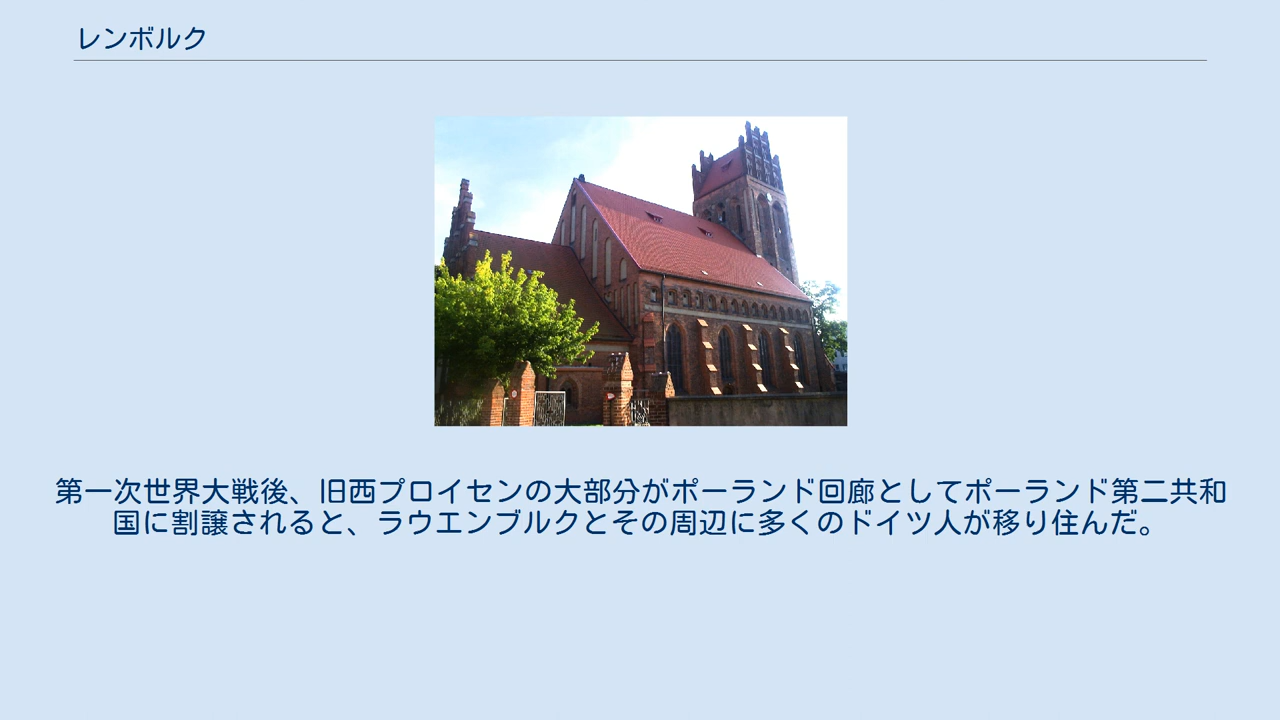 レンボルク
第一次世界大戦後、旧西プロイセンの大部分がポーランド回廊としてポーランド第二共和
国に割譲されると、ラウエンブルクとその周辺に多くのドイツ人が移り住んだ。